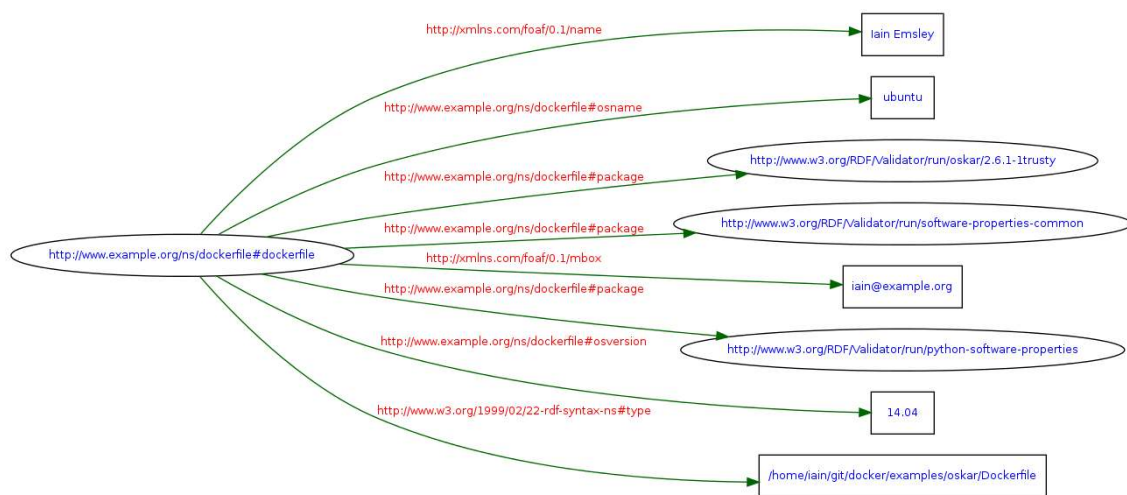 http://xmlns.com/foaf/0.1/name
Iain Emsley
http://www.example.org/ns/dockerfile#osname
ubuntu
http://www.example.org/ns/dockerfile#package
http://www.w3.org/RDF/Validator/run/oskar/2.6.1-1trusty
http://www.example.org/ns/dockerfile#package
http://www.w3.org/RDF/Validator/run/software-properties-common
http://www.example.org/ns/dockerfile#dockerfile
http://xmlns.com/foaf/0.1/mbox
iain@example.org
http://www.example.org/ns/dockerfile#package
http://www.w3.org/RDF/Validator/run/python-software-properties
http://www.example.org/ns/dockerfile#osversion
14.04
http://www.w3.org/1999/02/22-rdf-syntax-ns#type
/home/iain/git/docker/examples/oskar/Dockerfile